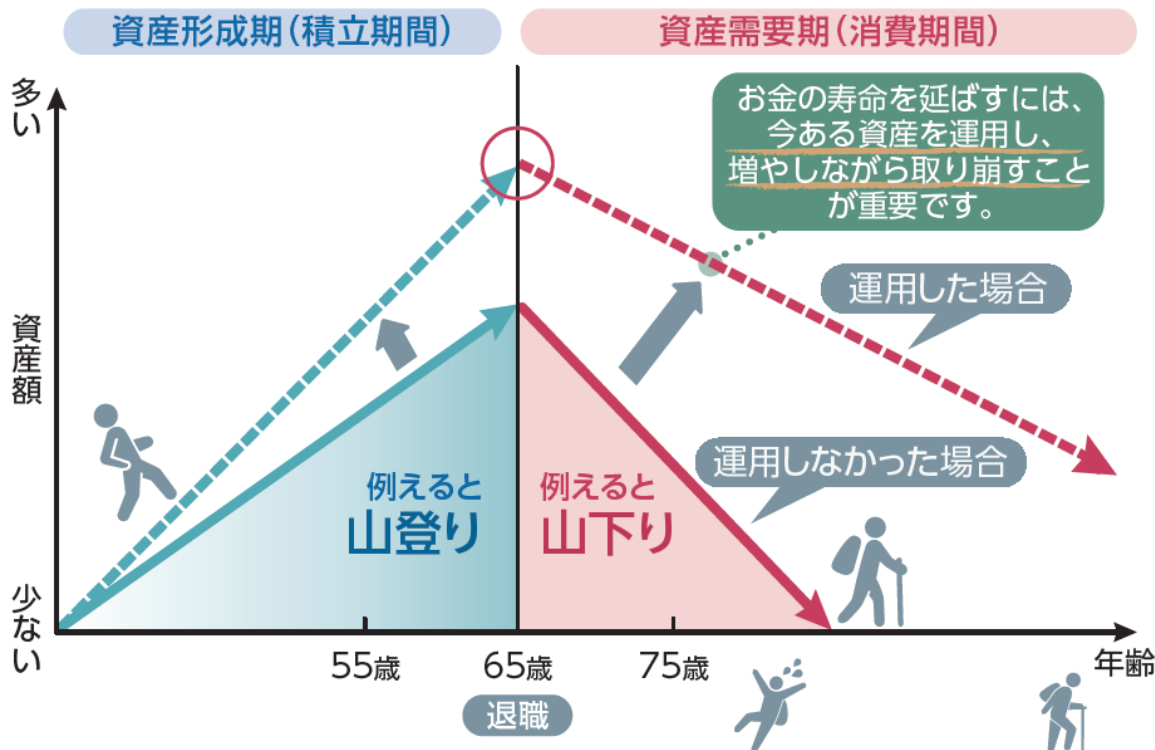 資産形成期(積立期間)
資産需要期(消費期間)
多い
お金の寿命を延ばすには、
今ある資産を運用し、
増やしながら取り崩すこと
が重要です。
運用した場合
資産額
運用しなかった場合
例えると
山登り
例えると
山下り
少ない
55歳
65歳
75歳
年齢
退職